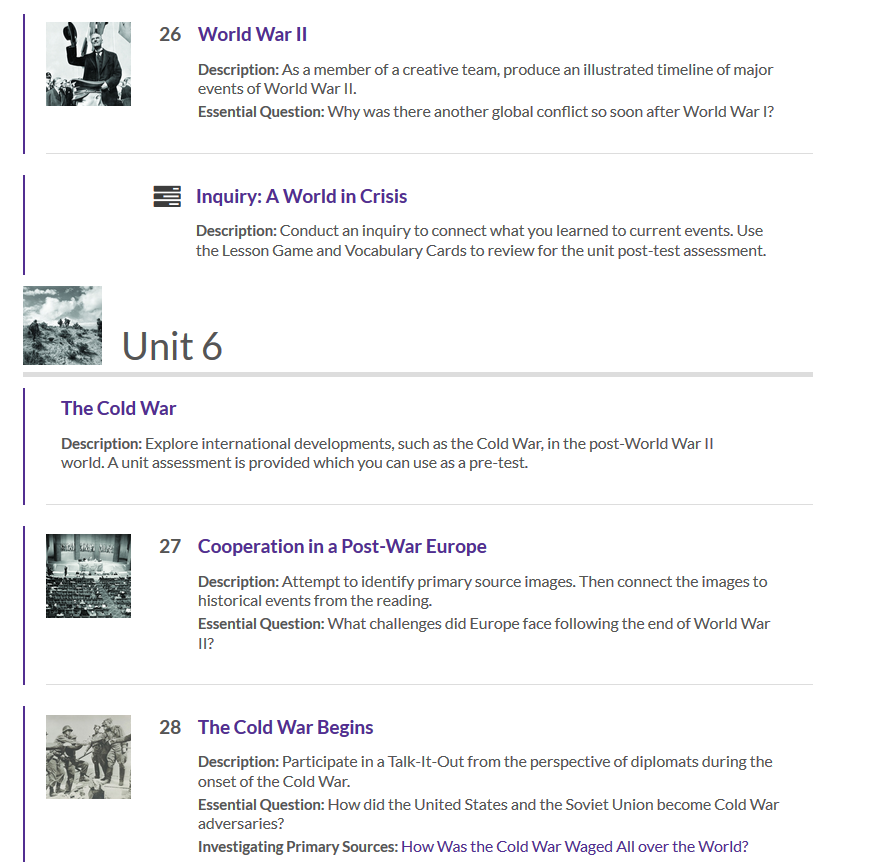 26 World War II
Description: As a member of a creative team, produce an illustrated timeline of major
events of World War II.
Essential Question: Why was there another global conflict so soon after World War I?
Inquiry: A World in Crisis
Description: Conduct an inquiry to connect what you learned to current events. Use
the Lesson Game and Vocabulary Cards to review for the unit post-test assessment.
Unit 6
The Cold War
Description: Explore international developments, such as the Cold War, in the post-World War II
world. A unit assessment is provided which you can use as a pre-test.
27 Cooperation in a Post-War Europe
Description: Attempt to identify primary source images. Then connect the images to
historical events from the reading.
Essential Question: What challenges did Europe face following the end of World War
II?
28 The Cold War Begins
Description: Participate in a Talk-It-Out from the perspective of diplomats during the
onset of the Cold War.
Essential Question: How did the United States and the Soviet Union become Cold War
adversaries?
Investigating Primary Sources: How Was the Cold War Waged All over the World?